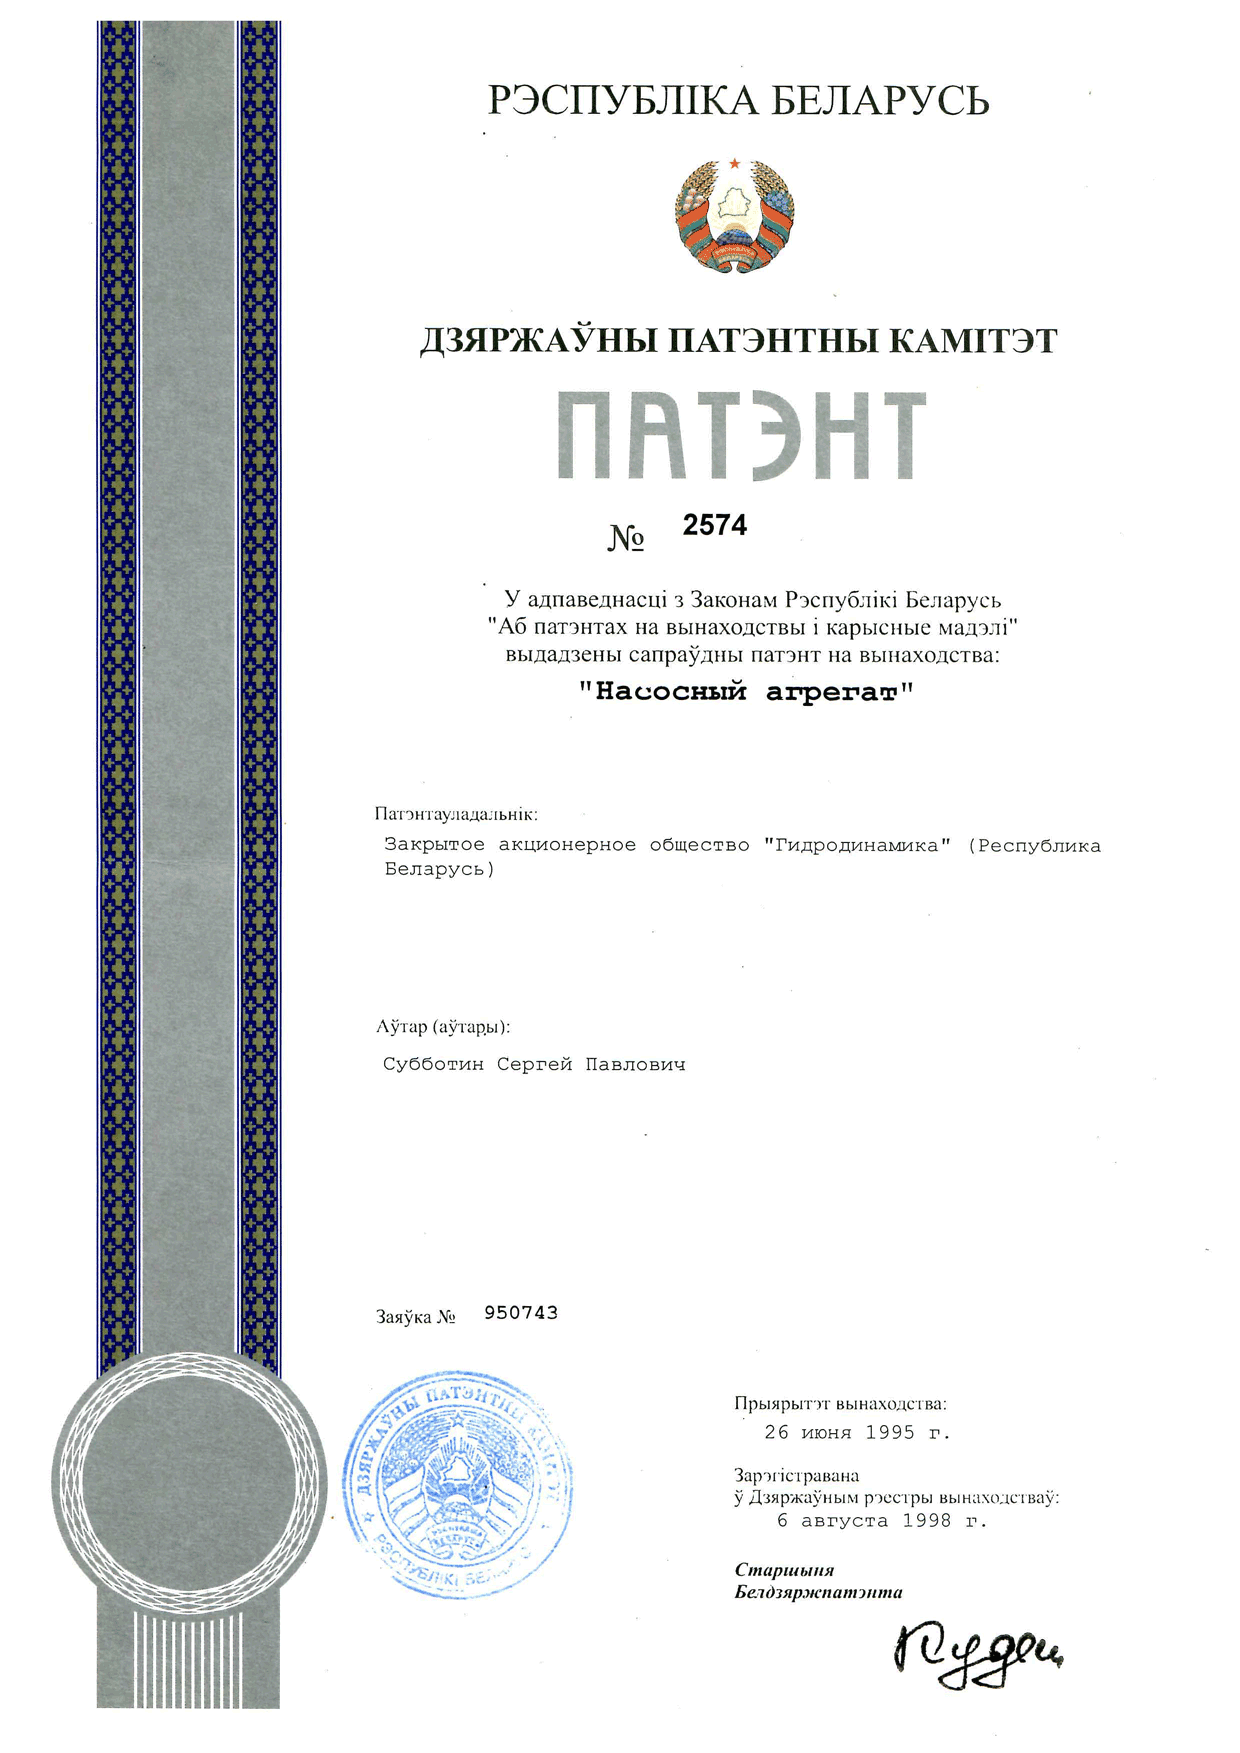 РЭСПУБЛІКА БЕЛАРУСЬ
РЭСПУБЛІКА
БЕЛАРУСЬ
ДЗЯРЖАЎНЫ ПАТЭНТНЫ КАМІТЭТ
ПАТЭНТ
№ 2574
У адпаведнасці з Законам Рэспублікі Беларусь
"Аб патэнтах на вынаходствы і карысные мадэлі"
выдадзены сапраўдны патэнт на вынаходства:
"Насосный агрегат"
Патэнтауладальнік:
Закрытое акционерное общество "Гидродинамика" (Республика
Беларусь)
Аўтар (аўтары):
Субботин Сергей Павлович
Заяўка № 950743
ДЗЯРЖАЎНЫ ПАТЭНТНЫ КАМІТЭТ
РЭСПУБЛІКІ БЕЛАРУСЬ
Прыярытэт вынаходства:
26 июня 1995 г.
Зарэгістравана
ў Дзяржаўным рэестры вынаходстваў:
6 августа 1998 г.
Старшыня
Белдзяржпатэнта